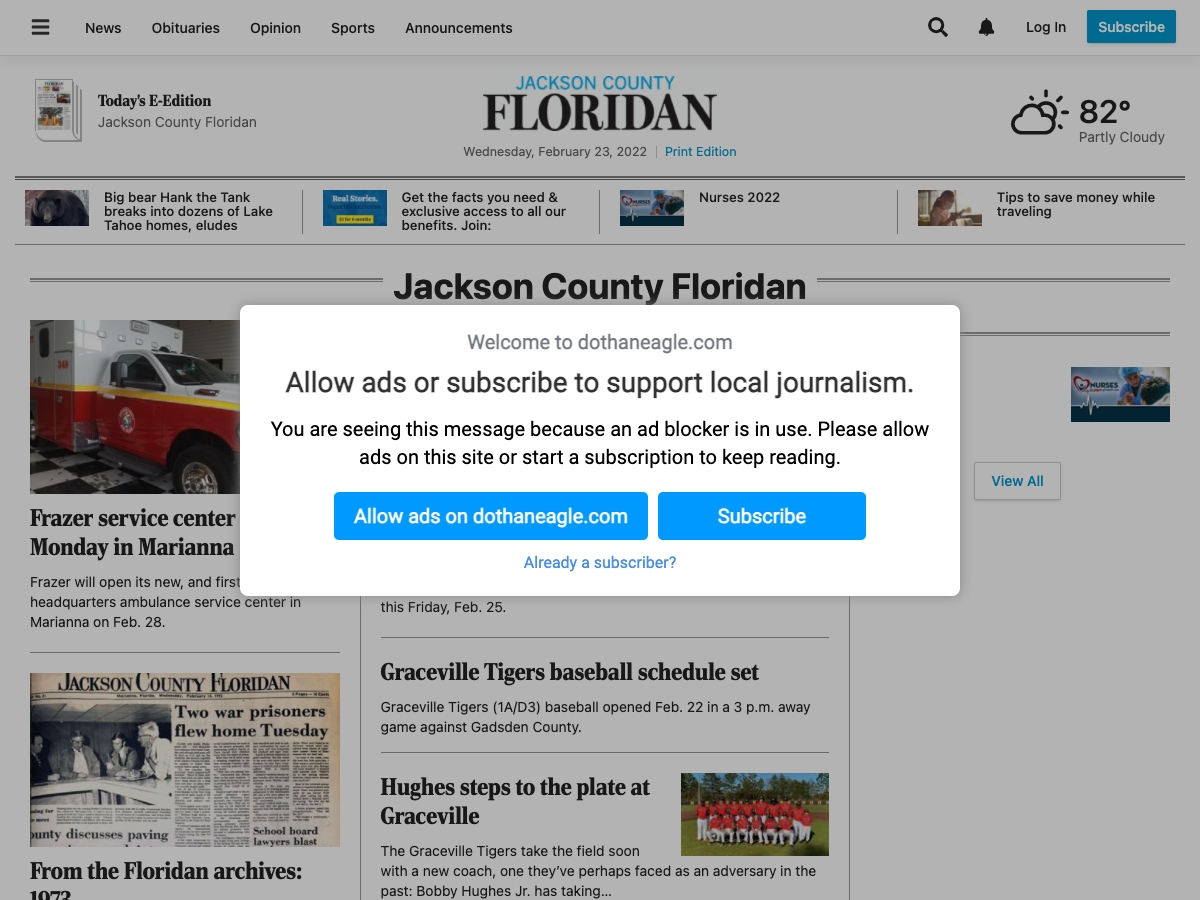 News Obituaries Opinion Sports Announcements Log In Subscribe
Today's E-Edition
Jackson County Floridan
JACKSON COUNTY
FLORIDAN
Wednesday, February 23, 2022 Print Edition
82°
Partly Cloudy
Big bear Hank the Tank
breaks into dozens of Lake
Tahoe homes, eludes
Real Stories.
Get the facts you need &
exclusive access to all our
benefits. Join:
NURSES
Nurses 2022
Tips to save money while
traveling
Jackson County Floridan
Welcome to dothaneagle.com
Allow ads or subscribe to support local journalism.
You are seeing this message because an ad blocker is in use. Please allow
ads on this site or start a subscription to keep reading.
Allow ads on dothaneagle.com
Subscribe
Already a subscriber?
NURSES
View All
Frazer service center
Monday in Marianna
Frazer will open its new, and first
headquarters ambulance service center in
Marianna on Feb. 28.
JACKSON COUNTY FLORIDAN
Two war prisoners
flew home Tuesday
ounty discusses paving
School board
lawyers blast
From the Floridan archives:
1973
this Friday, Feb. 25.
Graceville Tigers baseball schedule set
Graceville Tigers (1A/D3) baseball opened Feb. 22 in a 3 p.m. away
game against Gadsden County.
Hughes steps to the plate at
Graceville
The Graceville Tigers take the field soon
with a new coach, one they've perhaps faced as an adversary in the
past: Bobby Hughes Jr. has taking...